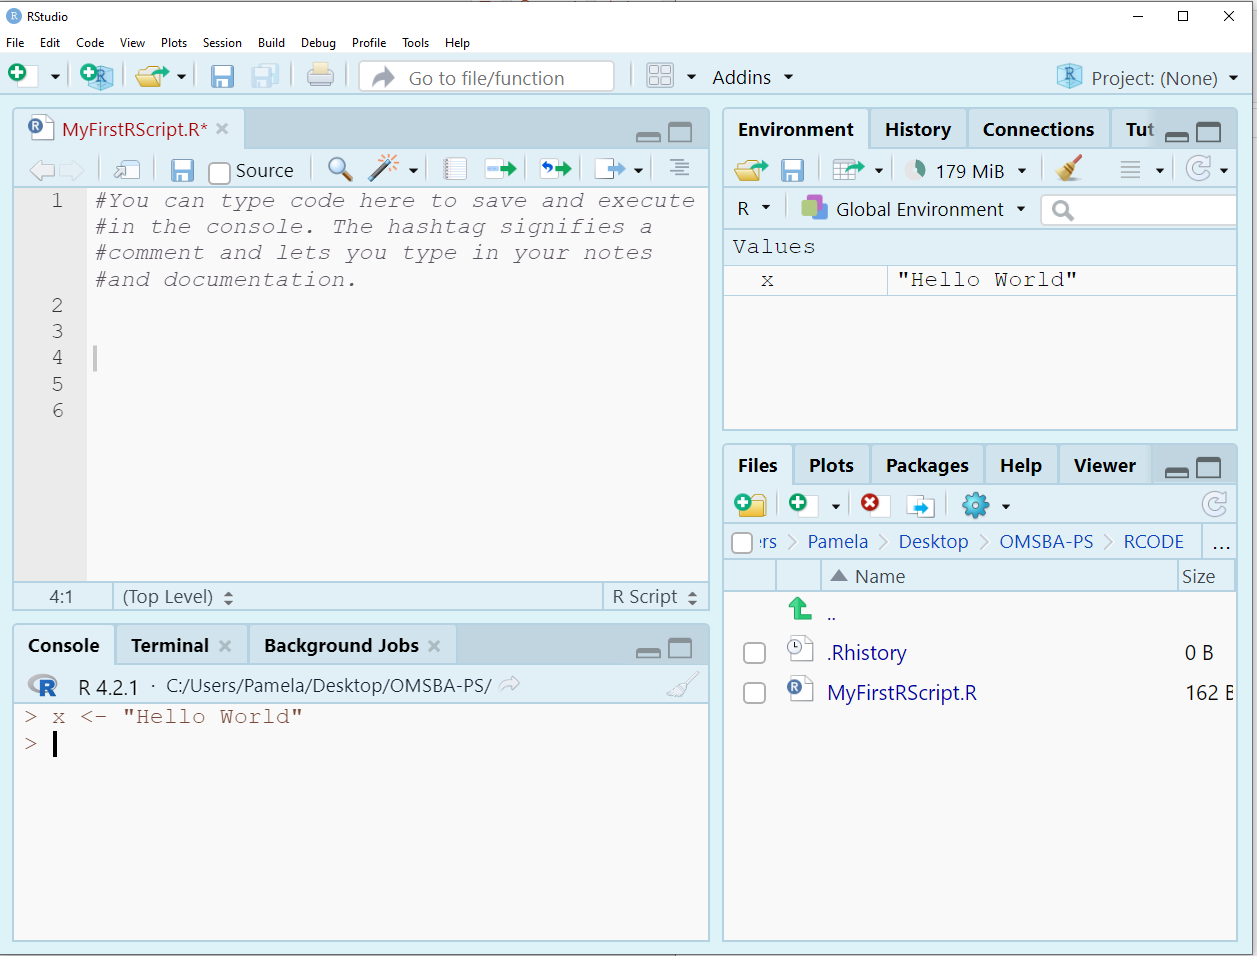 RStudio
File Edit Code View Plots Session Build Debug Profile Tools Help
Go to file/function Addins Project: (None)
MyFirstRScript.R*
Source
1 #You can type code here to save and execute
#in the console. The hashtag signifies a
#comment and lets you type in your notes
#and documentation.
2
3
4
5
6
4:1 (Top Level) R Script
Console Terminal Background Jobs
R 4.2.1 · C:/Users/Pamela/Desktop/OMSBA-PS/
> x <- "Hello World"
>
Environment History Connections Tut
179 MiB
R Global Environment
Values
x "Hello World"
Files Plots Packages Help Viewer
ers Pamela Desktop OMSBA-PS RCODE ...
Name Size
..
.Rhistory 0 B
MyFirstRScript.R 162 B